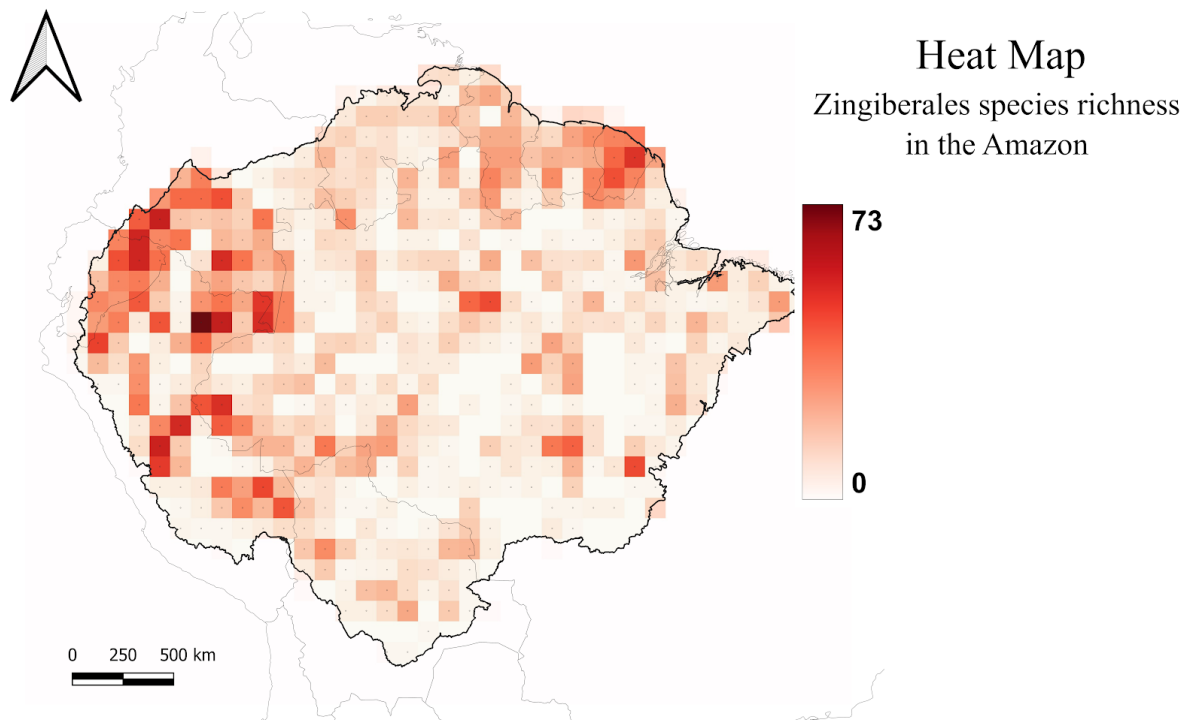 Heat Map
Zingiberales species richness
in the Amazon
73
0
0 250 500 km